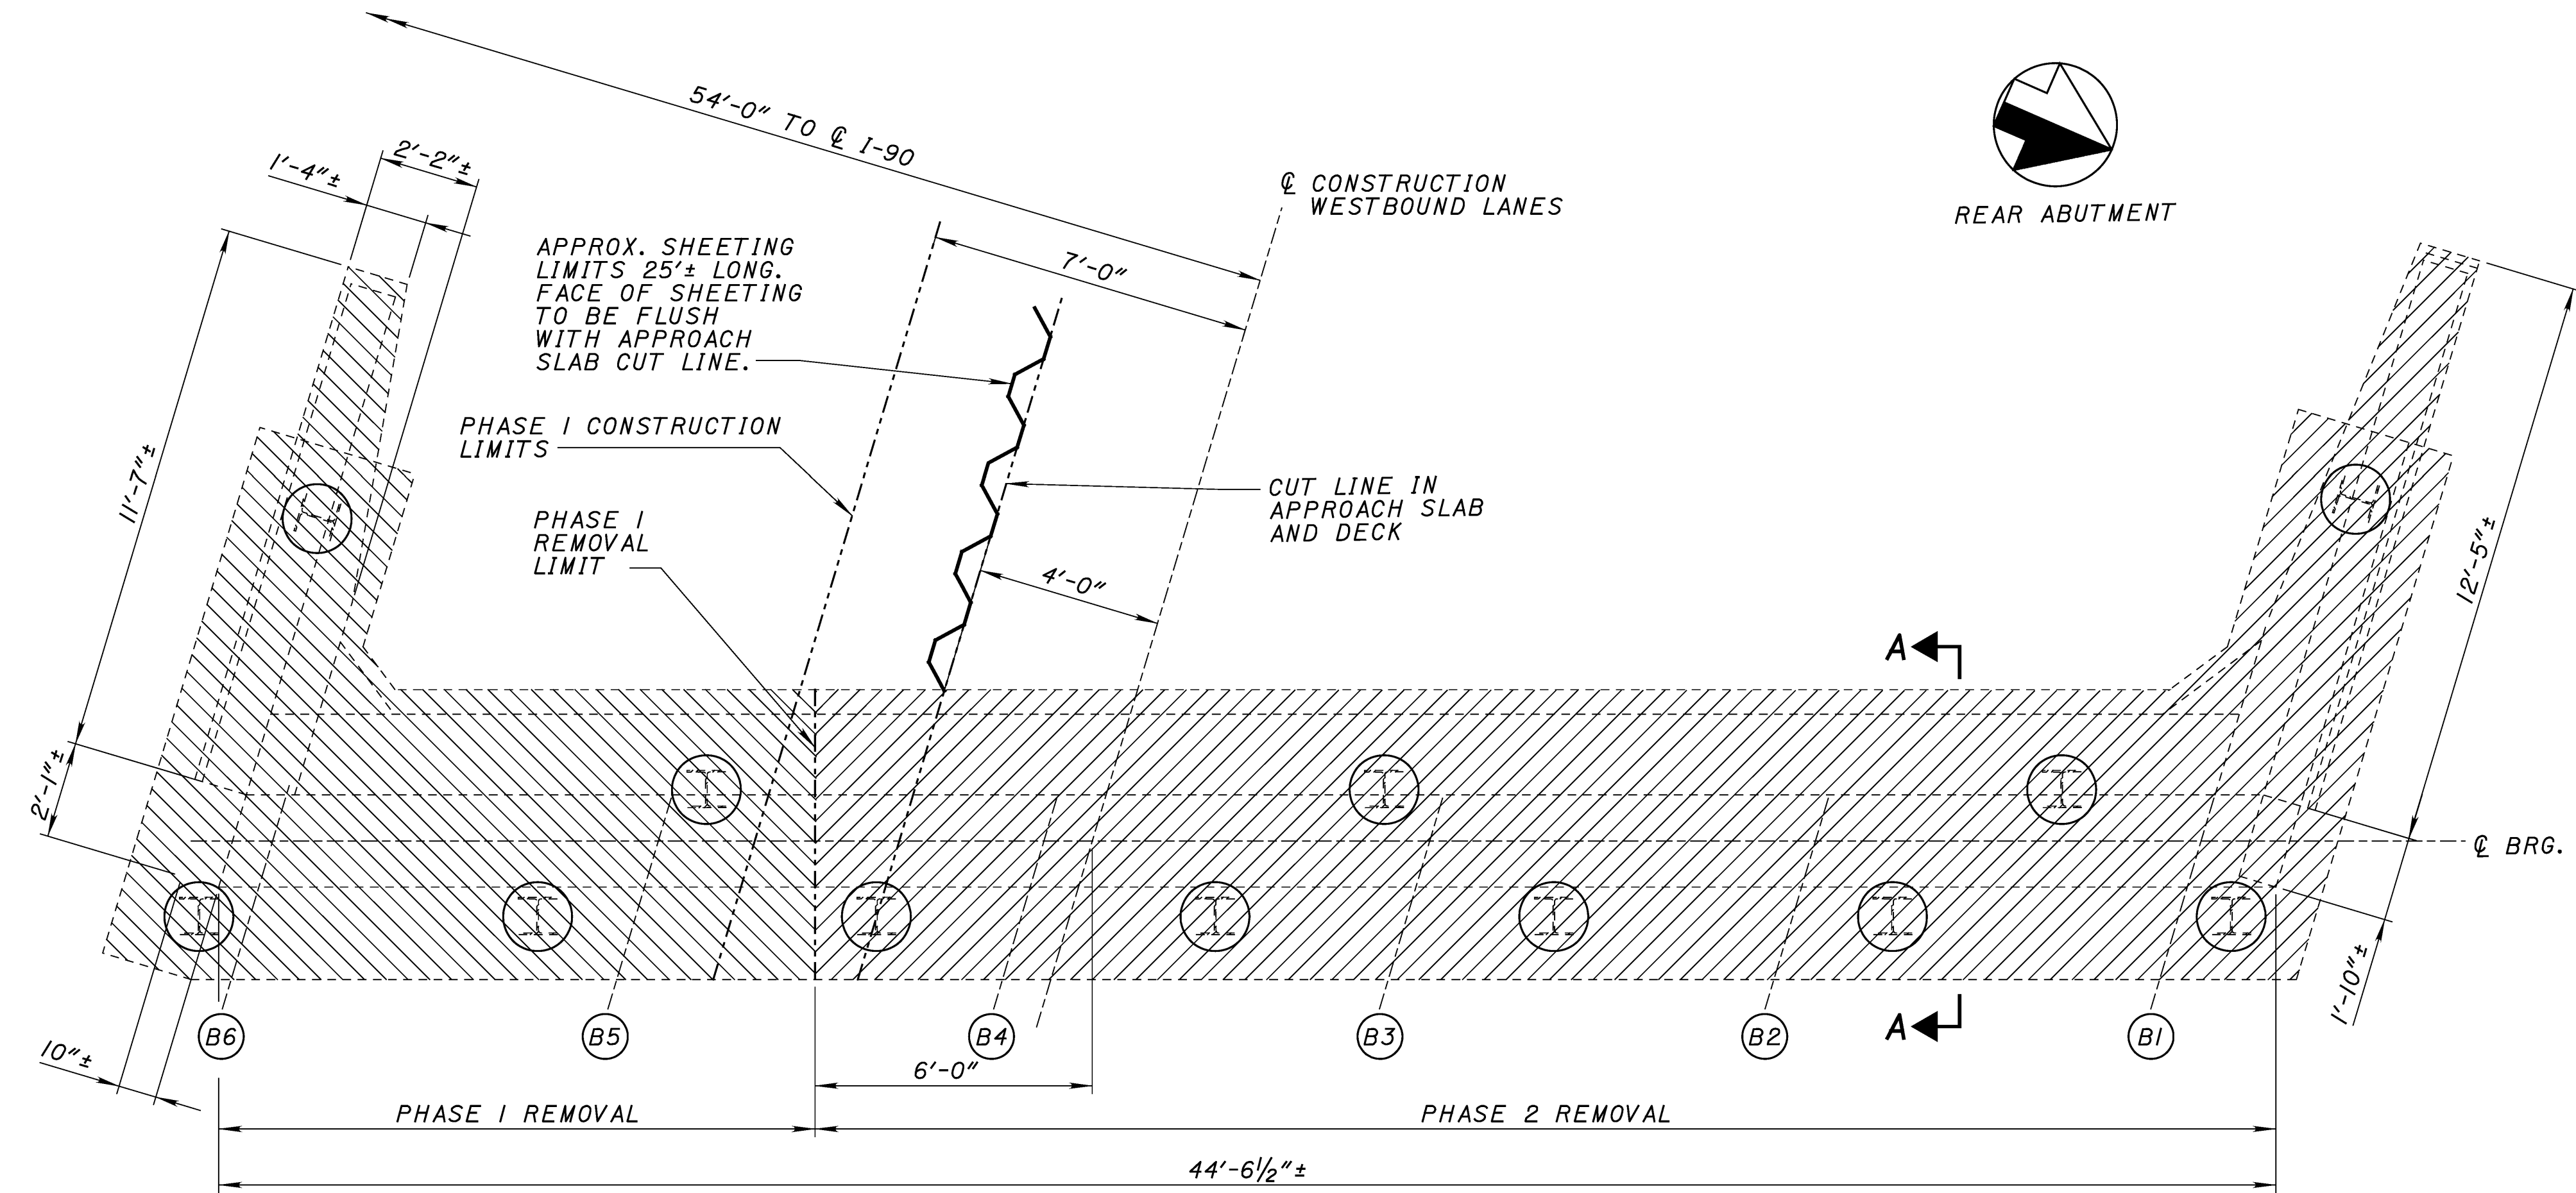 54'-0" TO ℄ I-90
2'-2"±
1'-4"±
℄ CONSTRUCTION
WESTBOUND LANES
REAR ABUTMENT
APPROX. SHEETING
LIMITS 25'± LONG.
FACE OF SHEETING
TO BE FLUSH
WITH APPROACH
SLAB CUT LINE.
7'-0"
PHASE 1 CONSTRUCTION
LIMITS
11'-7"±
CUT LINE IN
APPROACH SLAB
AND DECK
PHASE 1
REMOVAL
LIMIT
4'-0"
12'-5"±
A
2'-1"±
℄ BRG.
1'-10"±
A
B6
B5
B4
B3
B2
B1
10"±
6'-0"
PHASE 1 REMOVAL
PHASE 2 REMOVAL
44'-6½"±